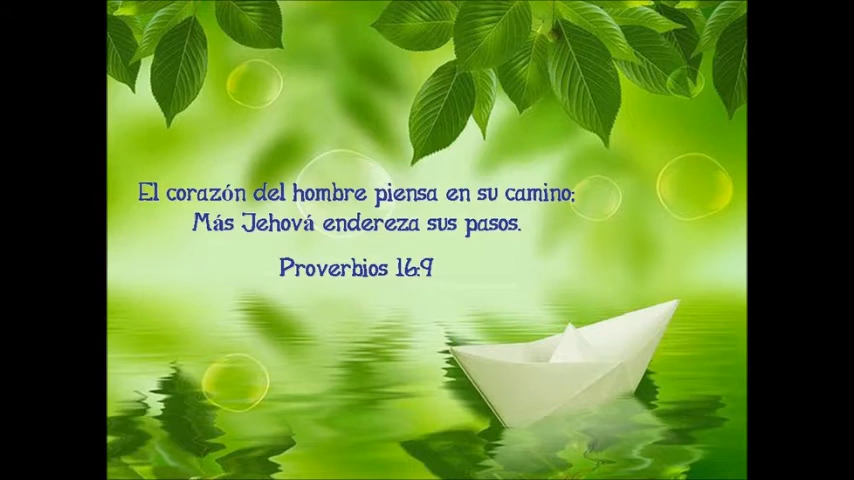 El corazón del hombre piensa en su camino;
Más Jehová endereza sus pasos.
Proverbios 16:9